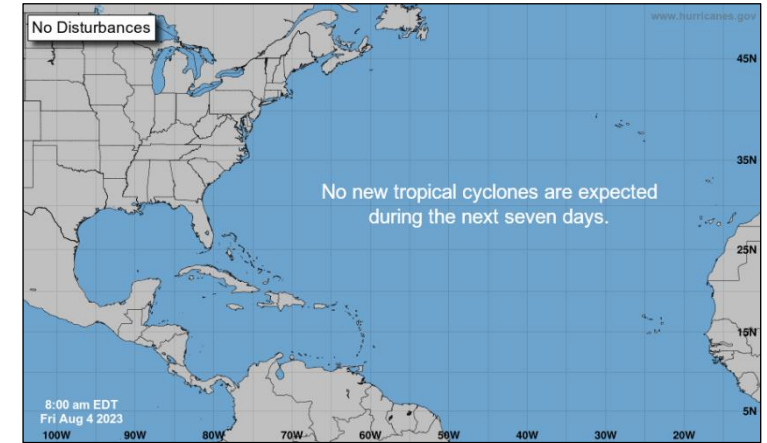 No Disturbances
www.hurricanes.gov
45N
35N
No new tropical cyclones are expected
during the next seven days.
25N
15N
8:00 am EDT
Fri Aug 4 2023
5N
100W 90W 80W 70W 60W 50W 40W 30W 20W